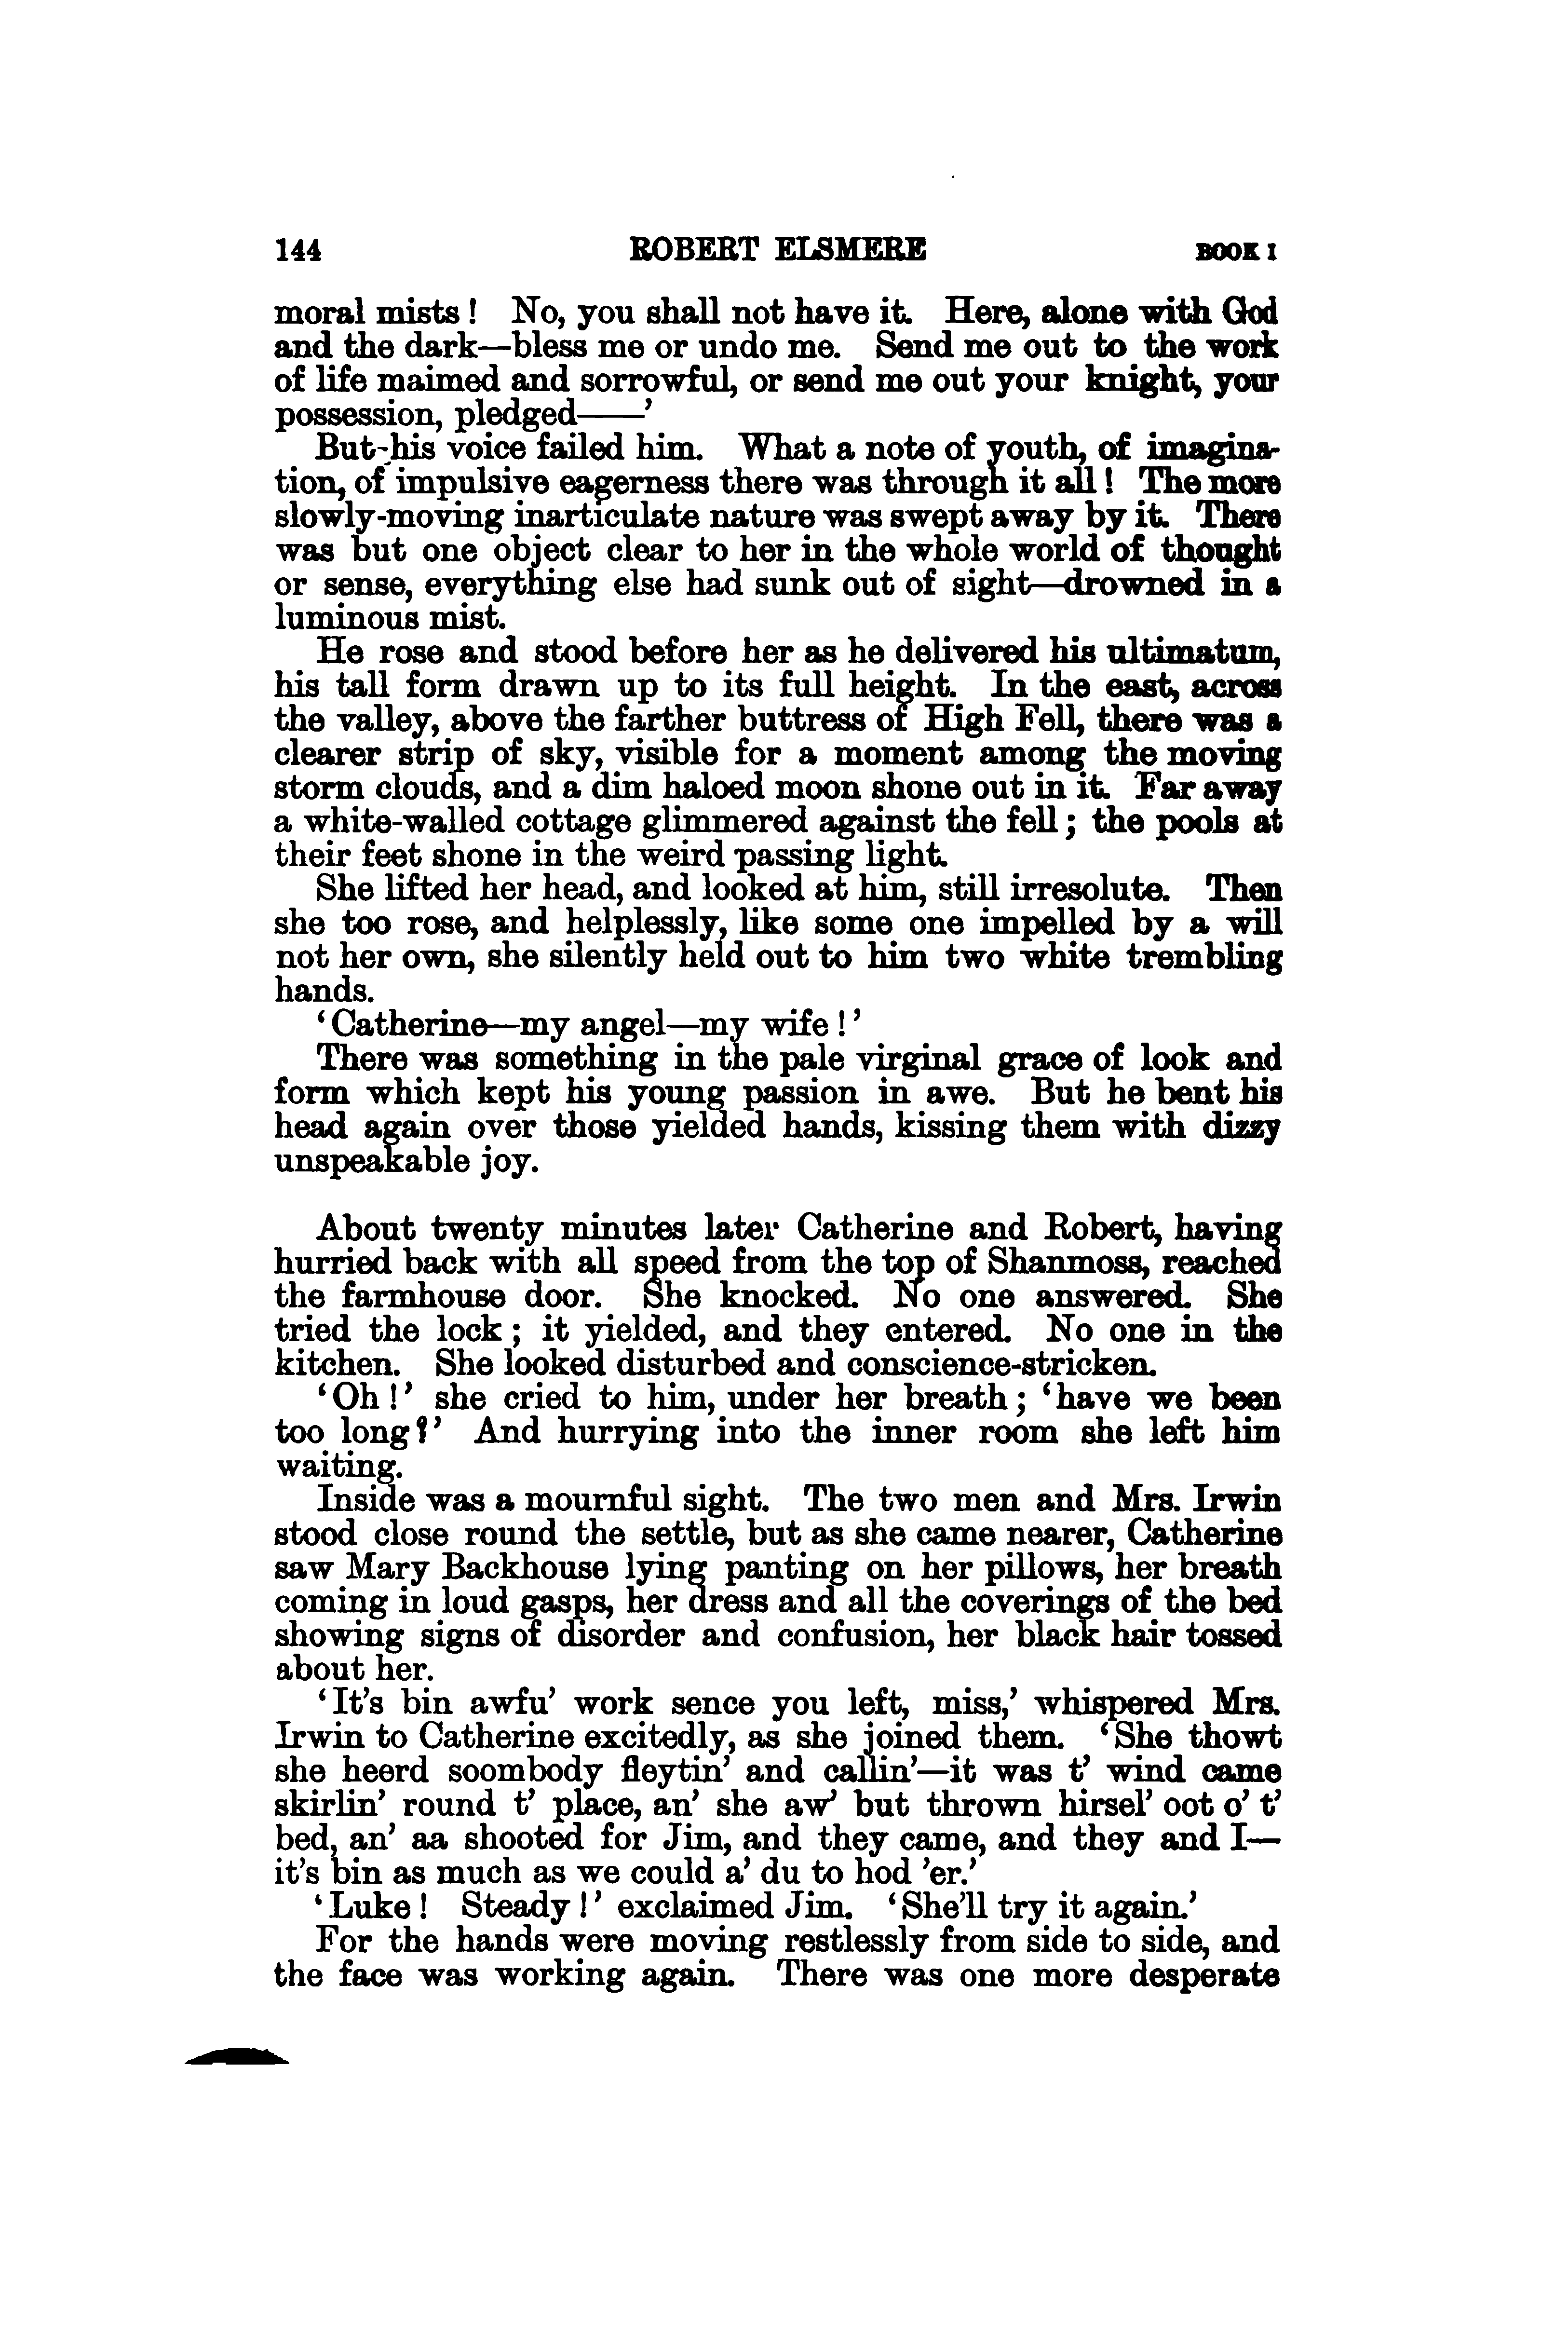 144 ROBERT ELSMERE BOOK I
moral mists ! No, you shall not have it. Here, alone with God
and the dark—bless me or undo me. Send me out to the work
of life maimed and sorrowful, or send me out your knight, your
possession, pledged——’
But his voice failed him. What a note of youth, of imagina-
tion, of impulsive eagerness there was through it all ! The more
slowly-moving inarticulate nature was swept away by it. There
was but one object clear to her in the whole world of thought
or sense, everything else had sunk out of sight—drowned in a
luminous mist.
He rose and stood before her as he delivered his ultimatum,
his tall form drawn up to its full height. In the east, across
the valley, above the farther buttress of High Fell, there was a
clearer strip of sky, visible for a moment among the moving
storm clouds, and a dim haloed moon shone out in it. Far away
a white-walled cottage glimmered against the fell ; the pools at
their feet shone in the weird passing light.
She lifted her head, and looked at him, still irresolute. Then
she too rose, and helplessly, like some one impelled by a will
not her own, she silently held out to him two white trembling
hands.
‘Catherine—my angel—my wife !’
There was something in the pale virginal grace of look and
form which kept his young passion in awe. But he bent his
head again over those yielded hands, kissing them with dizzy
unspeakable joy.
About twenty minutes later Catherine and Robert, having
hurried back with all speed from the top of Shanmoss, reached
the farmhouse door. She knocked. No one answered. She
tried the lock ; it yielded, and they entered. No one in the
kitchen. She looked disturbed and conscience-stricken.
‘Oh !’ she cried to him, under her breath ; ‘have we been
too long ?’ And hurrying into the inner room she left him
waiting.
Inside was a mournful sight. The two men and Mrs. Irwin
stood close round the settle, but as she came nearer, Catherine
saw Mary Backhouse lying panting on her pillows, her breath
coming in loud gasps, her dress and all the coverings of the bed
showing signs of disorder and confusion, her black hair tossed
about her.
‘It’s bin awfu’ work sence you left, miss,’ whispered Mrs.
Irwin to Catherine excitedly, as she joined them. ‘She thowt
she heerd soombody fleytin’ and callin’—it was t’ wind came
skirlin’ round t’ place, an’ she aw’ but thrown hirsel’ oot o’ t’
bed, an’ aa shooted for Jim, and they came, and they and I—
it’s bin as much as we could a’ du to hod ’er.’
‘Luke ! Steady !’ exclaimed Jim. ‘She’ll try it again.’
For the hands were moving restlessly from side to side, and
the face was working again. There was one more desperate